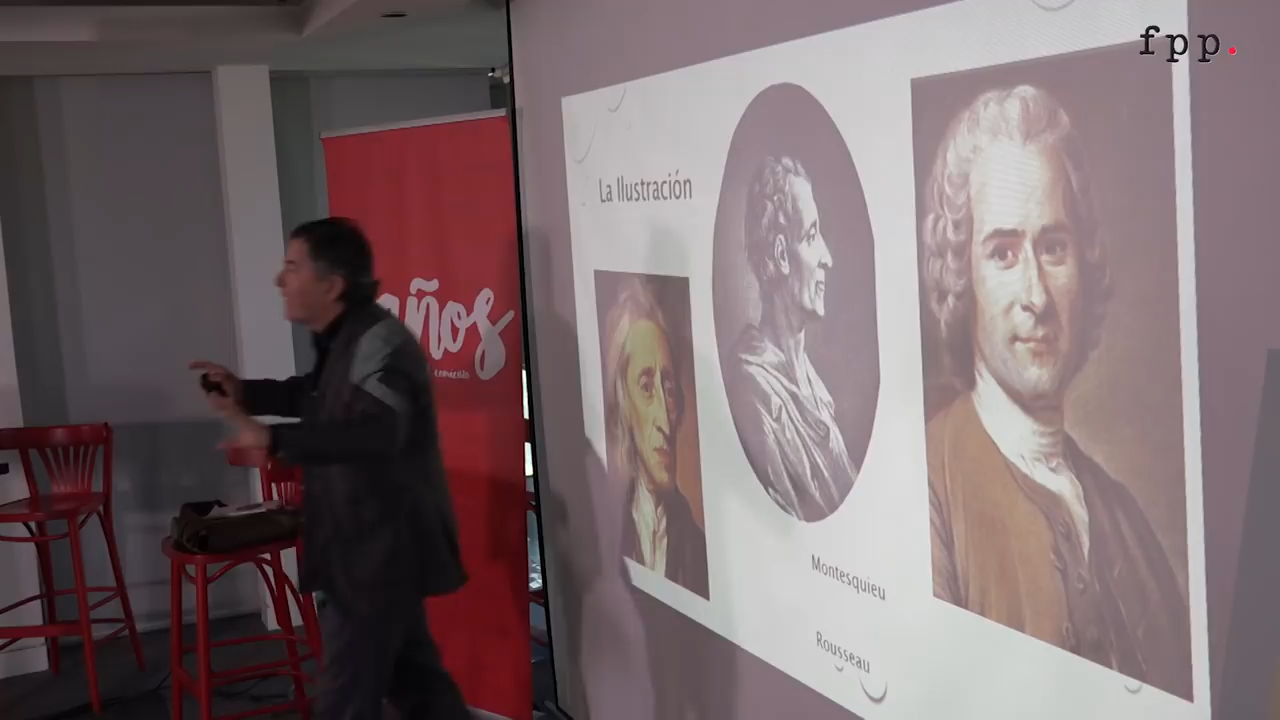 fpp.
La Ilustración
años
Montesquieu
Rousseau